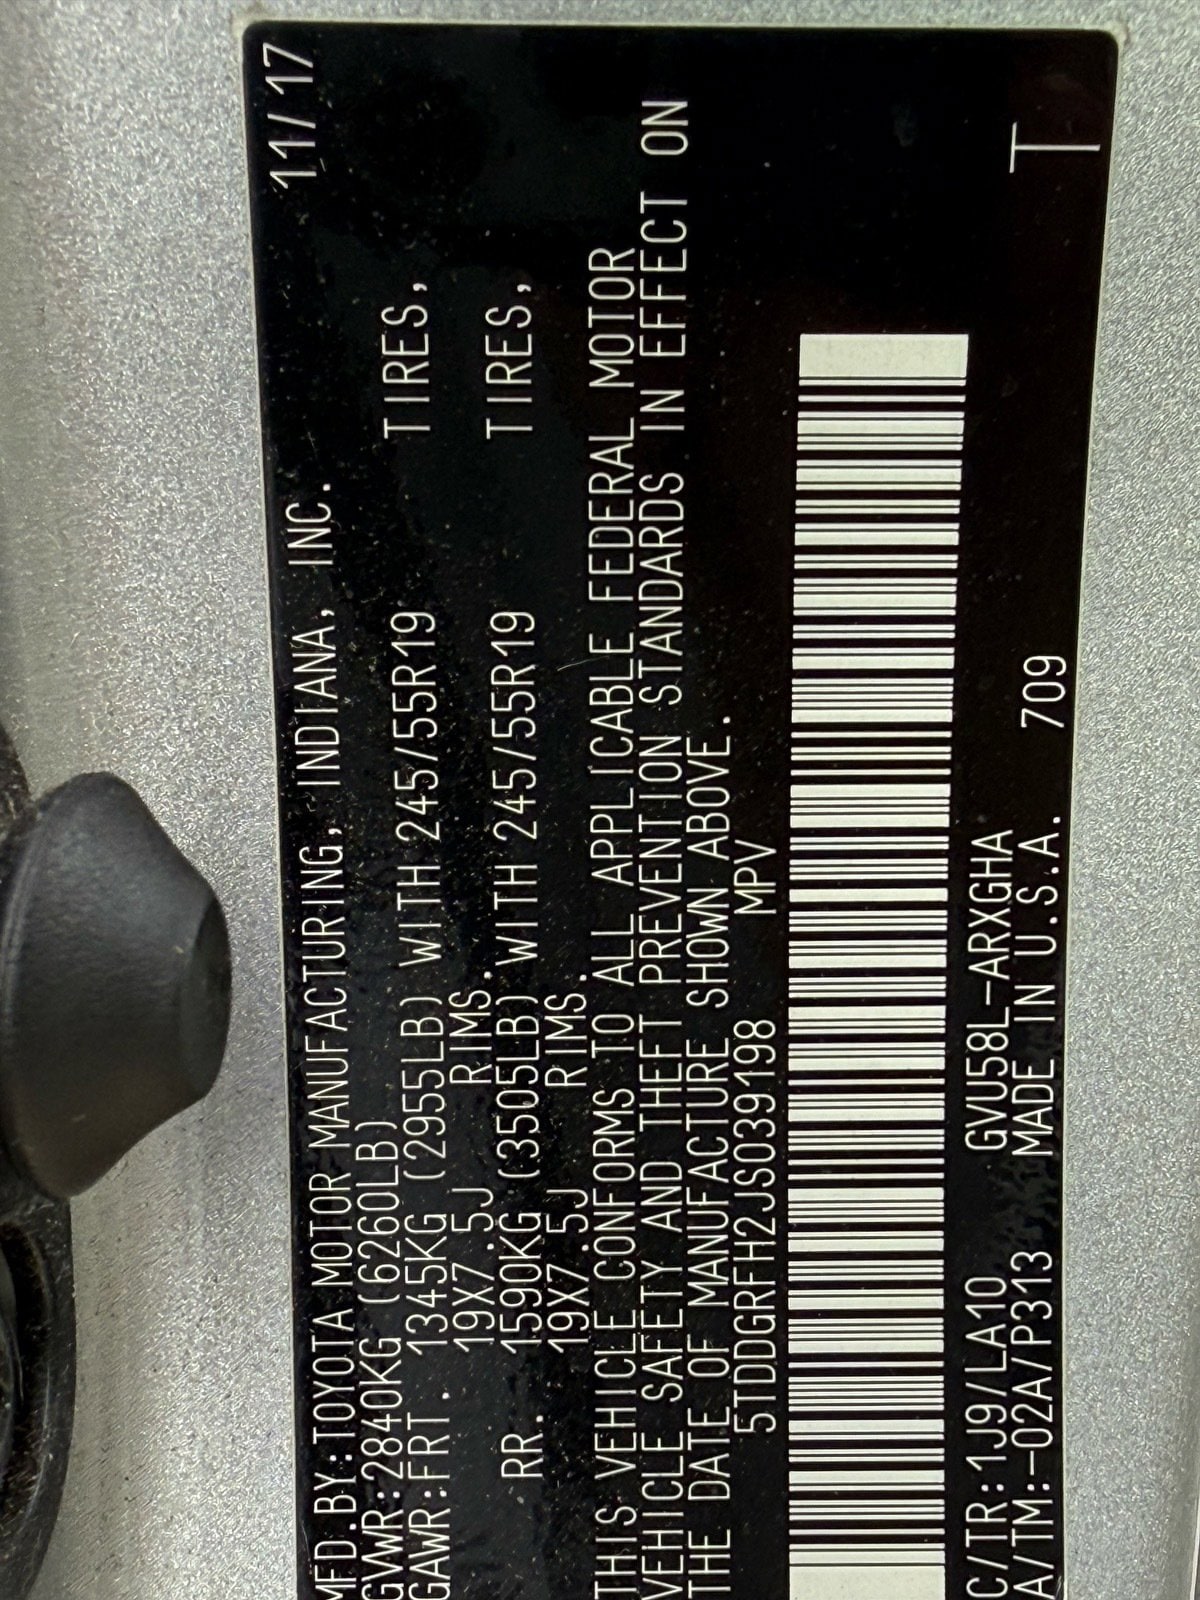 MFD.BY:TOYOTA MOTOR MANUFACTURING, INDIANA, INC. 11/17
GVWR:2840KG (6260LB)
GAWR:FRT. 1345KG (2955LB) WITH 245/55R19 TIRES,
19X7.5J RIMS.
RR. 1590KG (3505LB) WITH 245/55R19 TIRES,
19X7.5J RIMS.
THIS VEHICLE CONFORMS TO ALL APPLICABLE FEDERAL MOTOR
VEHICLE SAFETY AND THEFT PREVENTION STANDARDS IN EFFECT ON
THE DATE OF MANUFACTURE SHOWN ABOVE.
5TDDGRFH2JS039198 MPV
C/TR:1J9/LA10 GVU58L-ARXGHA
A/TM:-02A/P313 MADE IN U.S.A. 709 T